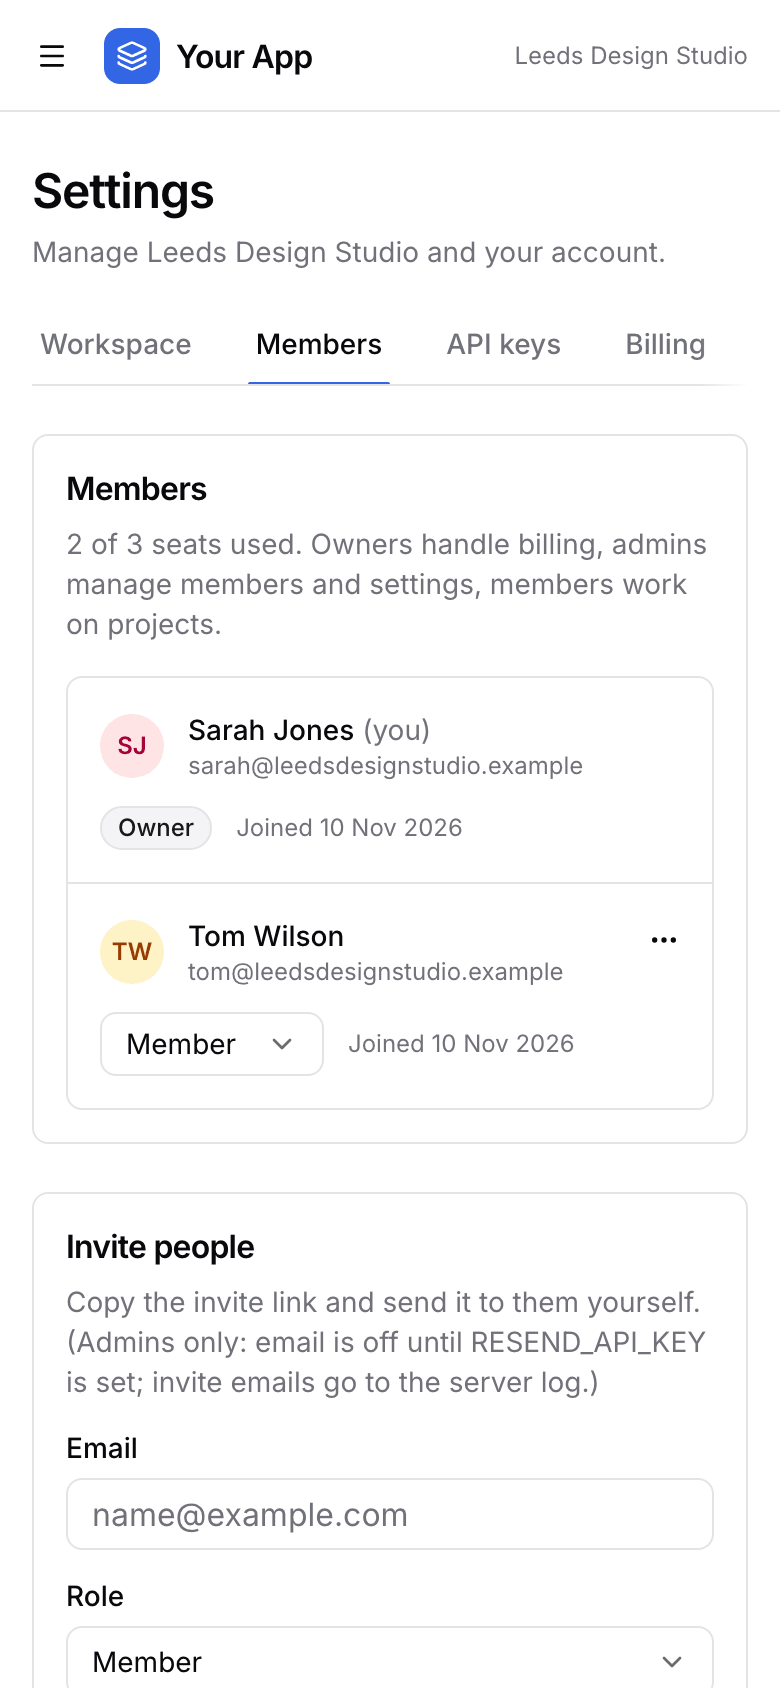 Your App
Leeds Design Studio
Settings
Manage Leeds Design Studio and your account.
Workspace
Members
API keys
Billing
Members
2 of 3 seats used. Owners handle billing, admins
manage members and settings, members work
on projects.
SJ
Sarah Jones (you)
sarah@leedsdesignstudio.example
Owner
Joined 10 Nov 2026
TW
Tom Wilson
tom@leedsdesignstudio.example
Member
Joined 10 Nov 2026
Invite people
Copy the invite link and send it to them yourself.
(Admins only: email is off until RESEND_API_KEY
is set; invite emails go to the server log.)
Email
name@example.com
Role
Member